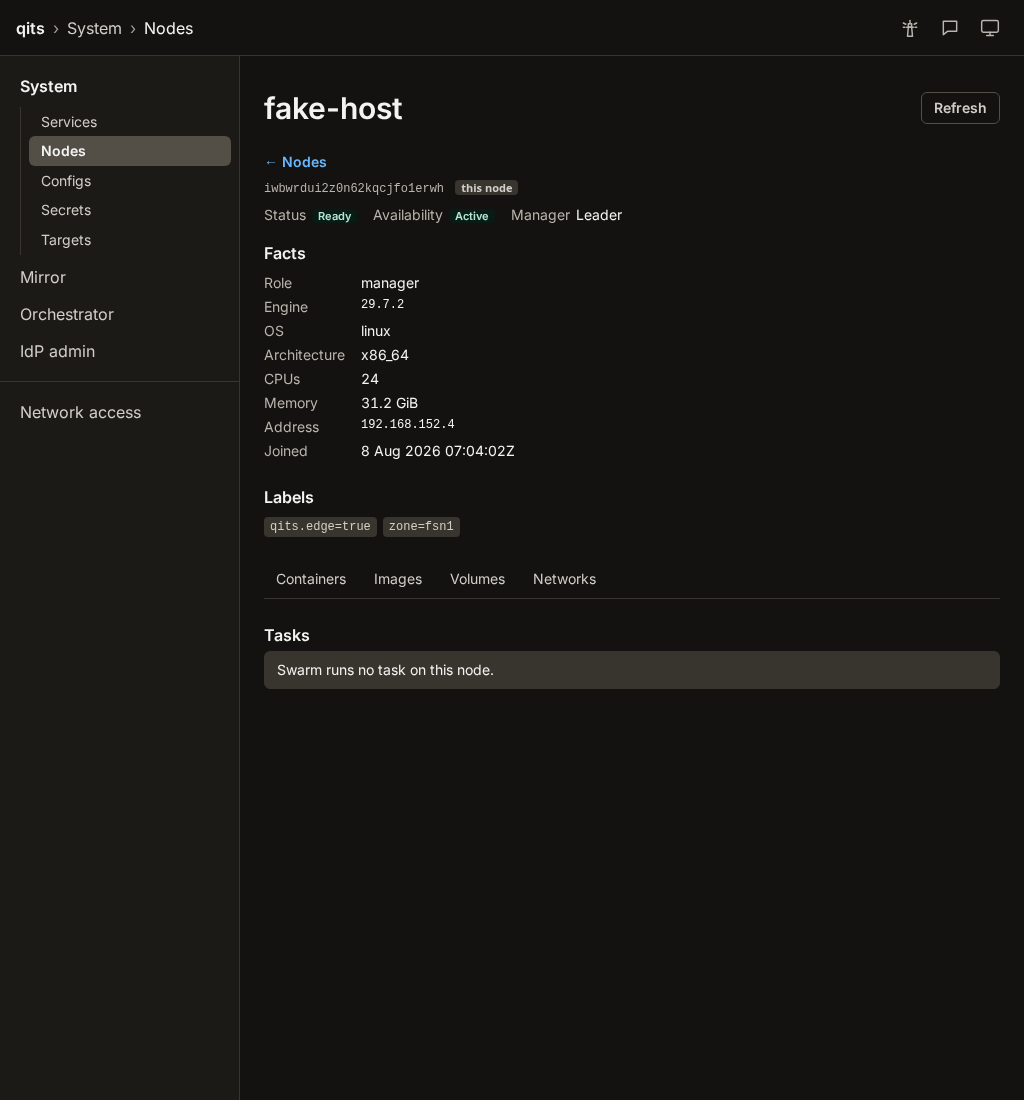 qits › System › Nodes
System
Services
Nodes
Configs
Secrets
Targets
Mirror
Orchestrator
IdP admin
Network access
fake-host
Refresh
← Nodes
iwbwrdui2z0n62kqcjfo1erwh this node
Status Ready Availability Active Manager Leader
Facts
Role manager
Engine 29.7.2
OS linux
Architecture x86_64
CPUs 24
Memory 31.2 GiB
Address 192.168.152.4
Joined 8 Aug 2026 07:04:02Z
Labels
qits.edge=true zone=fsn1
Containers Images Volumes Networks
Tasks
Swarm runs no task on this node.